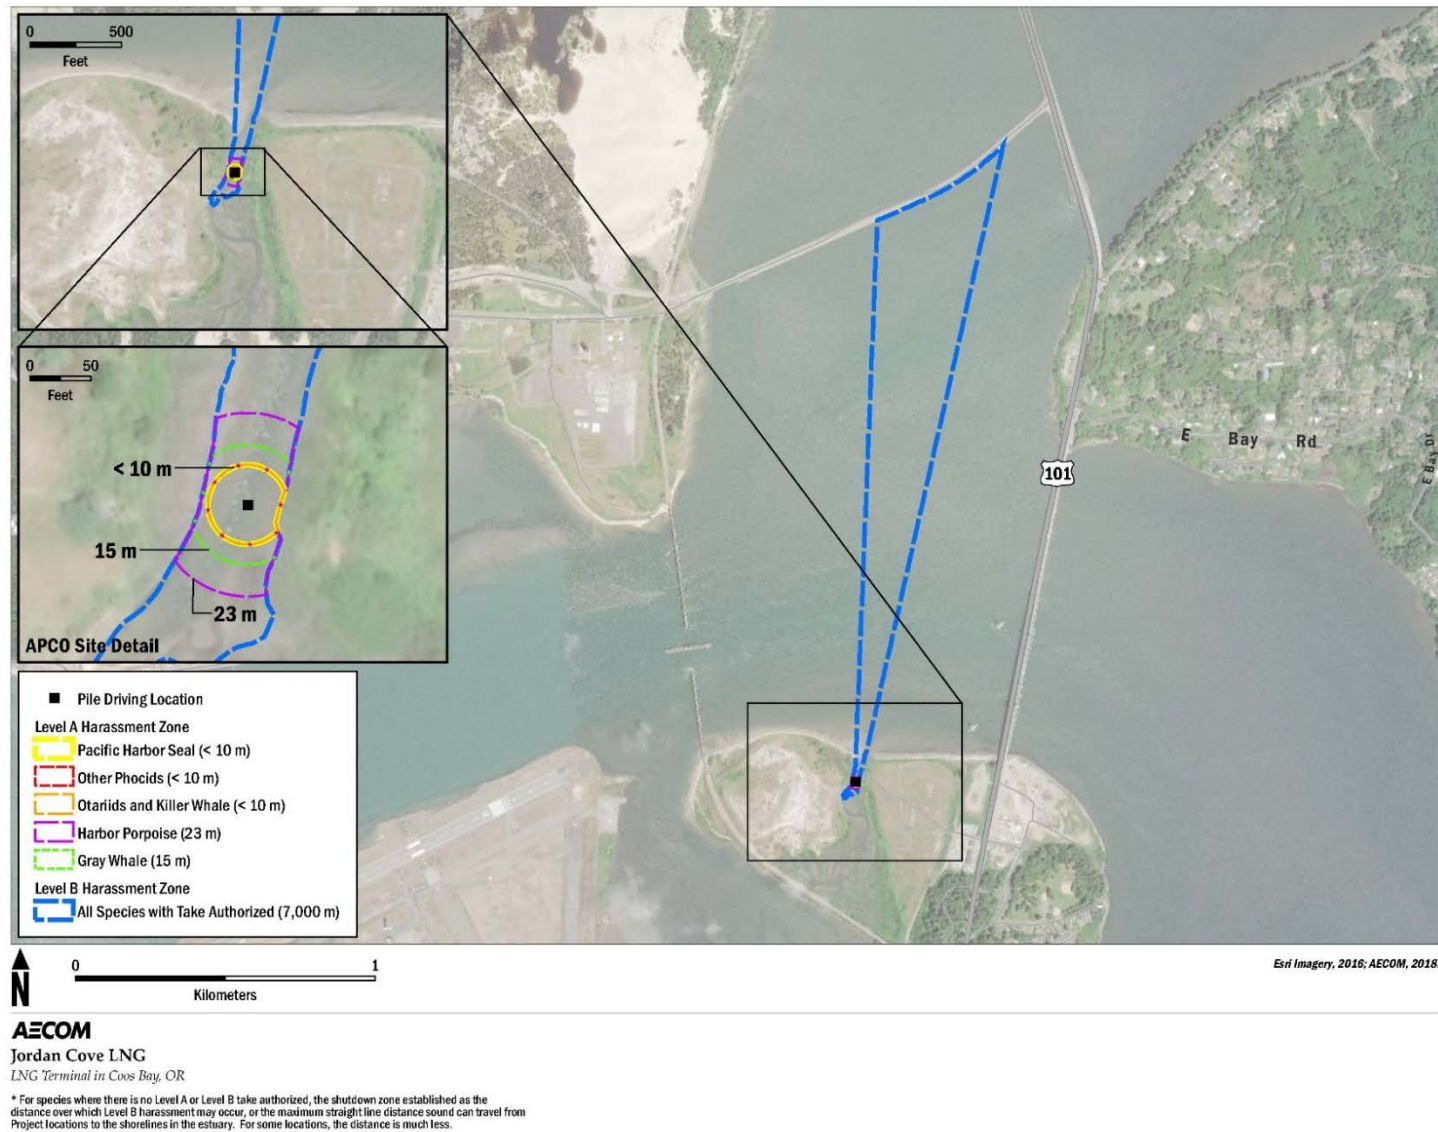 0 500
Feet
0 50
Feet
< 10 m
15 m
23 m
APCO Site Detail
101
E Bay Rd
E Bay Dr
Pile Driving Location
Level A Harassment Zone
Pacific Harbor Seal (< 10 m)
Other Phocids (< 10 m)
Otariids and Killer Whale (< 10 m)
Harbor Porpoise (23 m)
Gray Whale (15 m)
Level B Harassment Zone
All Species with Take Authorized (7,000 m)
N
0 1
Kilometers
Esri Imagery, 2016; AECOM, 2018.
AECOM
Jordan Cove LNG
LNG Terminal in Coos Bay, OR
* For species where there is no Level A or Level B take authorized, the shutdown zone established as the
distance over which Level B harassment may occur, or the maximum straight line distance sound can travel from
Project locations to the shorelines in the estuary. For some locations, the distance is much less.